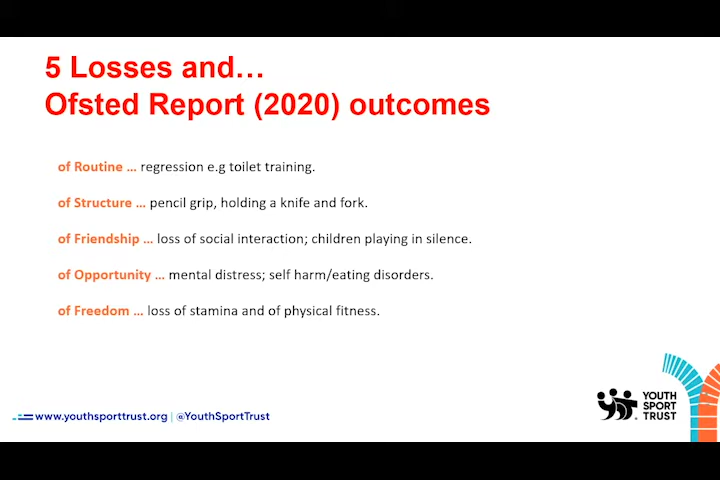 5 Losses and…
Ofsted Report (2020) outcomes
of Routine … regression e.g toilet training.
of Structure … pencil grip, holding a knife and fork.
of Friendship … loss of social interaction; children playing in silence.
of Opportunity … mental distress; self harm/eating disorders.
of Freedom … loss of stamina and of physical fitness.
www.youthsporttrust.org | @YouthSportTrust
YOUTH
SPORT
TRUST